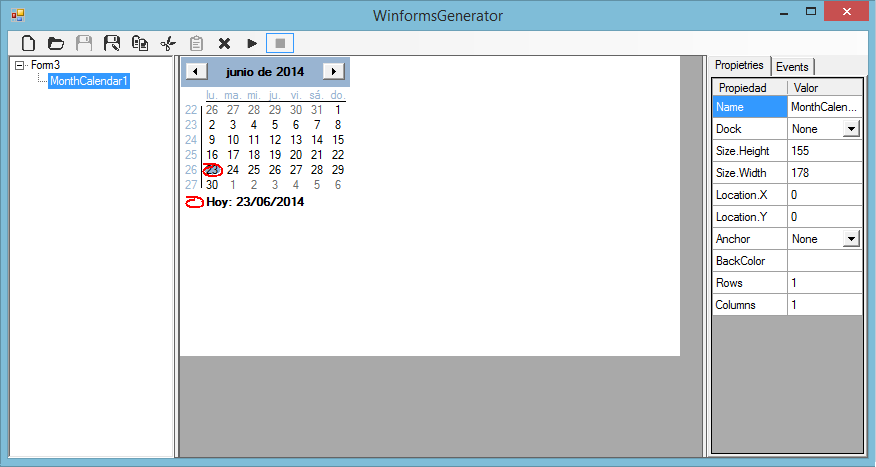 WinformsGenerator
Form3
MonthCalendar1
junio de 2014
lu. ma. mi. ju. vi. sá. do.
22 26 27 28 29 30 31 1
23 2 3 4 5 6 7 8
24 9 10 11 12 13 14 15
25 16 17 18 19 20 21 22
26 23 24 25 26 27 28 29
27 30 1 2 3 4 5 6
Hoy: 23/06/2014
Propietries Events
Propiedad Valor
Name MonthCalen...
Dock None
Size.Height 155
Size.Width 178
Location.X 0
Location.Y 0
Anchor None
BackColor
Rows 1
Columns 1